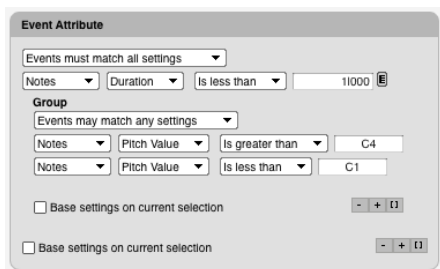 Event Attribute
Events must match all settings
Notes Duration Is less than 1|000 E
Group
Events may match any settings
Notes Pitch Value Is greater than C4
Notes Pitch Value Is less than C1
Base settings on current selection - + []
Base settings on current selection - + []